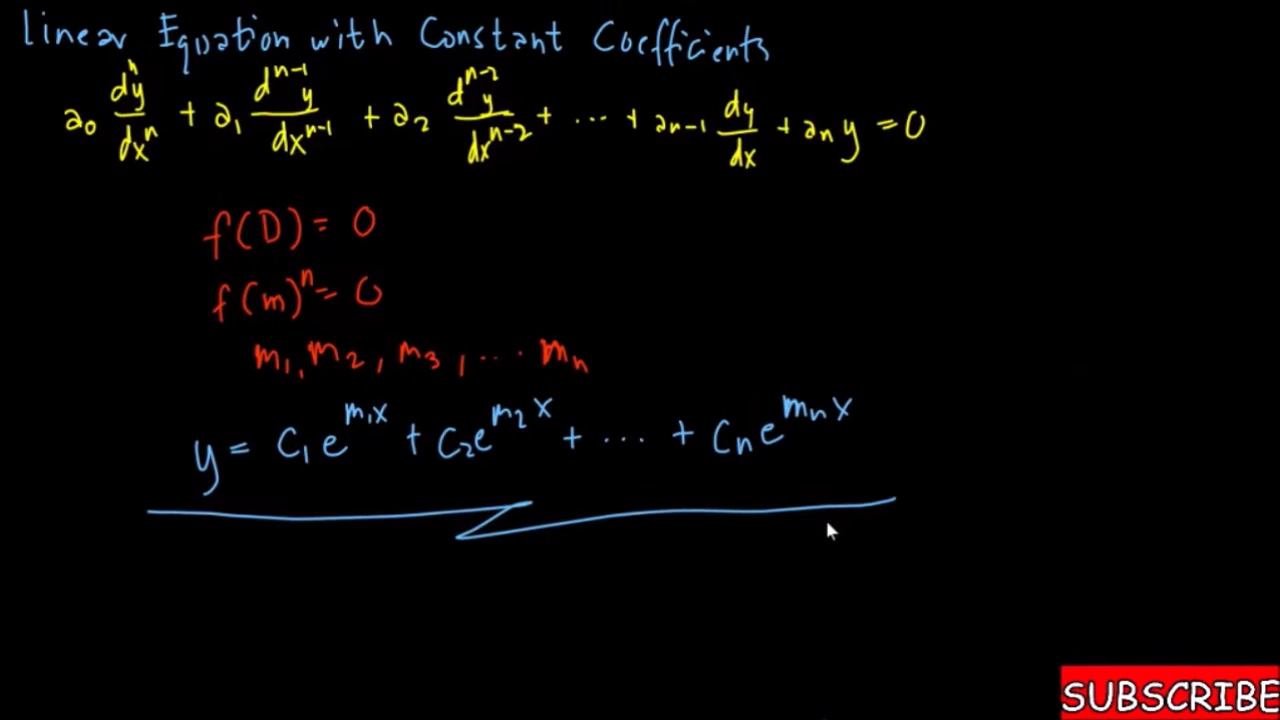 Linear Equation with Constant Coefficients
a₀ dⁿy/dxⁿ + a₁ dⁿ⁻¹y/dxⁿ⁻¹ + a₂ dⁿ⁻²y/dxⁿ⁻² + ... + aₙ₋₁ dy/dx + aₙ y = 0
f(D) = 0
f(m)ⁿ = 0
m₁, m₂, m₃, ... mₙ
y = C₁e^{m₁x} + C₂e^{m₂x} + ... + Cₙe^{mₙx}
SUBSCRIBE